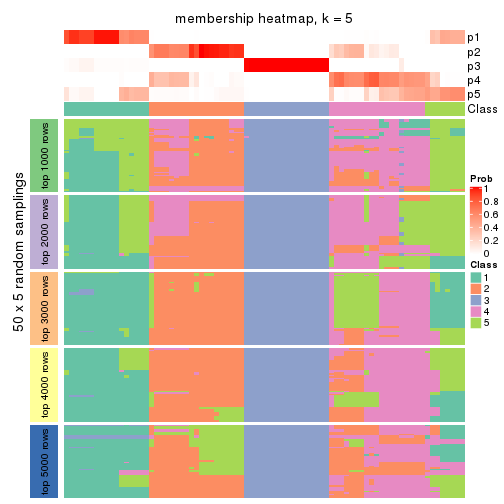 membership heatmap, k = 5
p1
p2
p3
p4
p5
Class
50 x 5 random samplings
top 1000 rows
top 2000 rows
top 3000 rows
top 4000 rows
top 5000 rows
Prob
1
0.8
0.6
0.4
0.2
0
Class
1
2
3
4
5